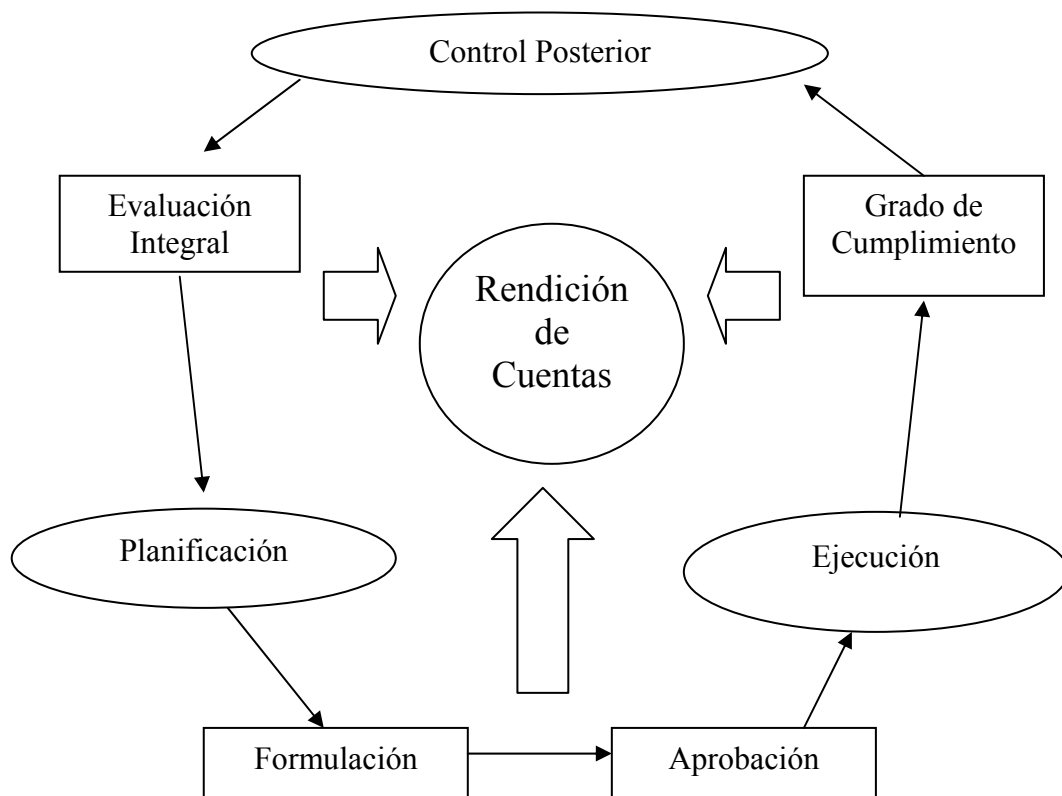 Control Posterior
Evaluación
Integral
Grado de
Cumplimiento
Rendición
de
Cuentas
Planificación
Ejecución
Formulación
Aprobación